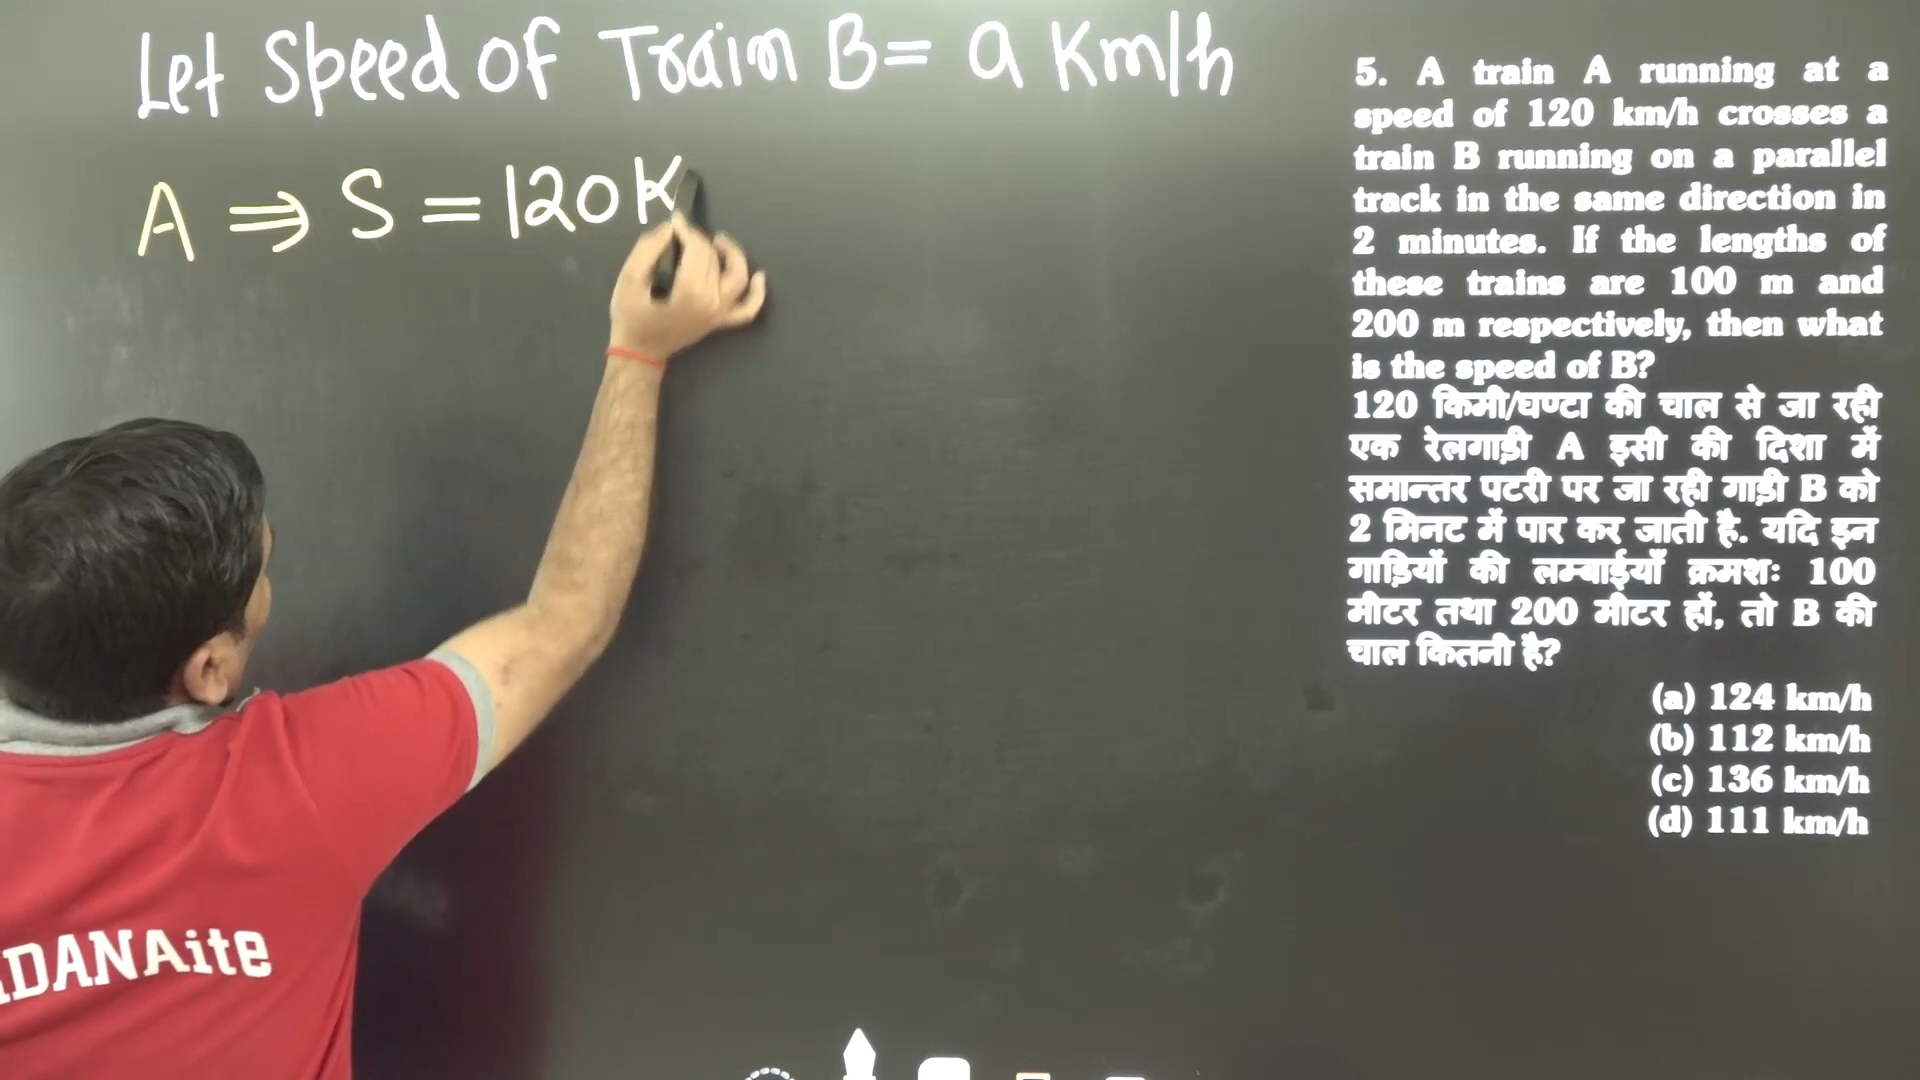 Let Speed of Train B = a Km/h
A ⇒ S = 120 K
5. A train A running at a
speed of 120 km/h crosses a
train B running on a parallel
track in the same direction in
2 minutes. If the lengths of
these trains are 100 m and
200 m respectively, then what
is the speed of B?
120 किमी/घण्टा की चाल से जा रही
एक रेलगाड़ी A इसी की दिशा में
समान्तर पटरी पर जा रही गाड़ी B को
2 मिनट में पार कर जाती है. यदि इन
गाड़ियों की लम्बाईयाँ क्रमशः 100
मीटर तथा 200 मीटर हों, तो B की
चाल कितनी है?
(a) 124 km/h
(b) 112 km/h
(c) 136 km/h
(d) 111 km/h